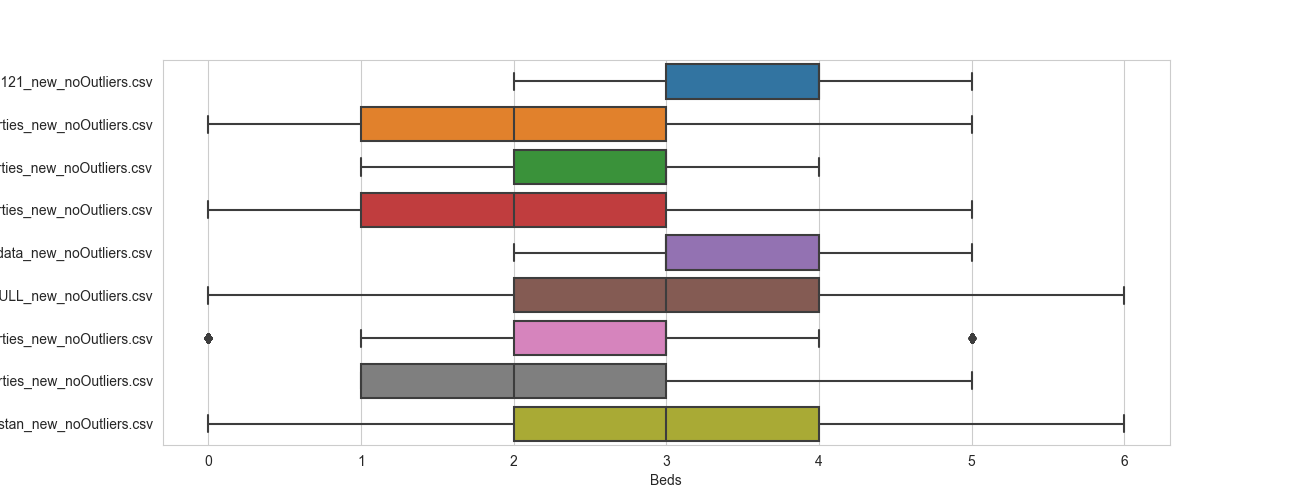 121_new_noOutliers.csv
rties_new_noOutliers.csv
rties_new_noOutliers.csv
rties_new_noOutliers.csv
data_new_noOutliers.csv
ULL_new_noOutliers.csv
rties_new_noOutliers.csv
rties_new_noOutliers.csv
stan_new_noOutliers.csv
0 1 2 3 4 5 6
Beds